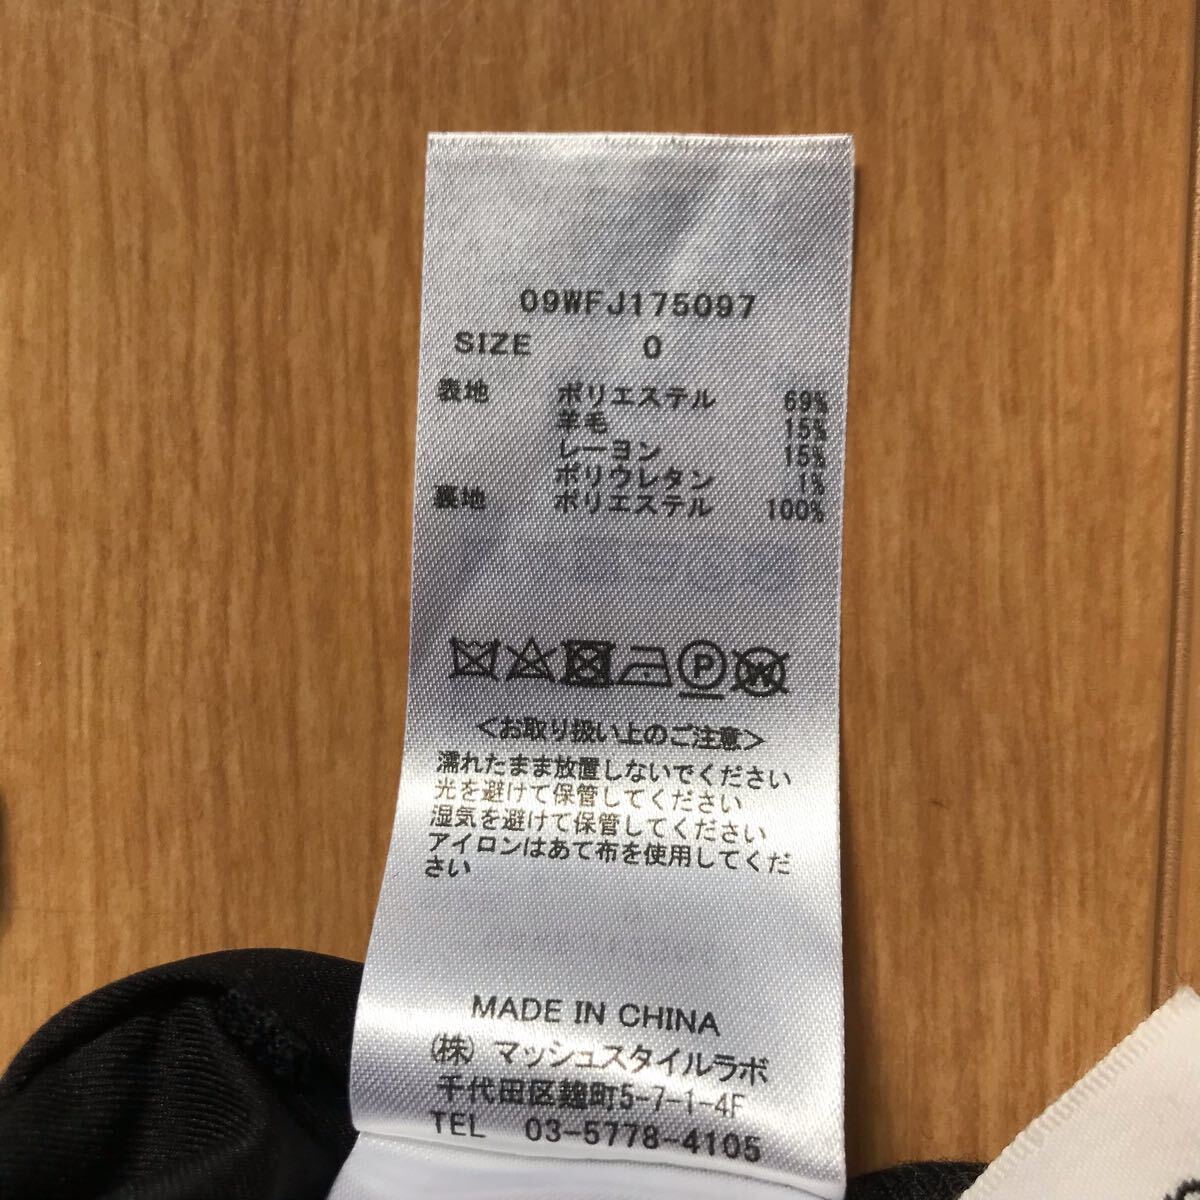 09WFJ175097
SIZE 0
表地 ポリエステル 69%
羊毛 15%
レーヨン 15%
ポリウレタン 1%
裏地 ポリエステル 100%
P W
<お取り扱い上のご注意>
濡れたまま放置しないでください
光を避けて保管してください
湿気を避けて保管してください
アイロンはあて布を使用してくだ
さい
MADE IN CHINA
(株) マッシュスタイルラボ
千代田区麹町5-7-1-4F
TEL 03-5778-4105